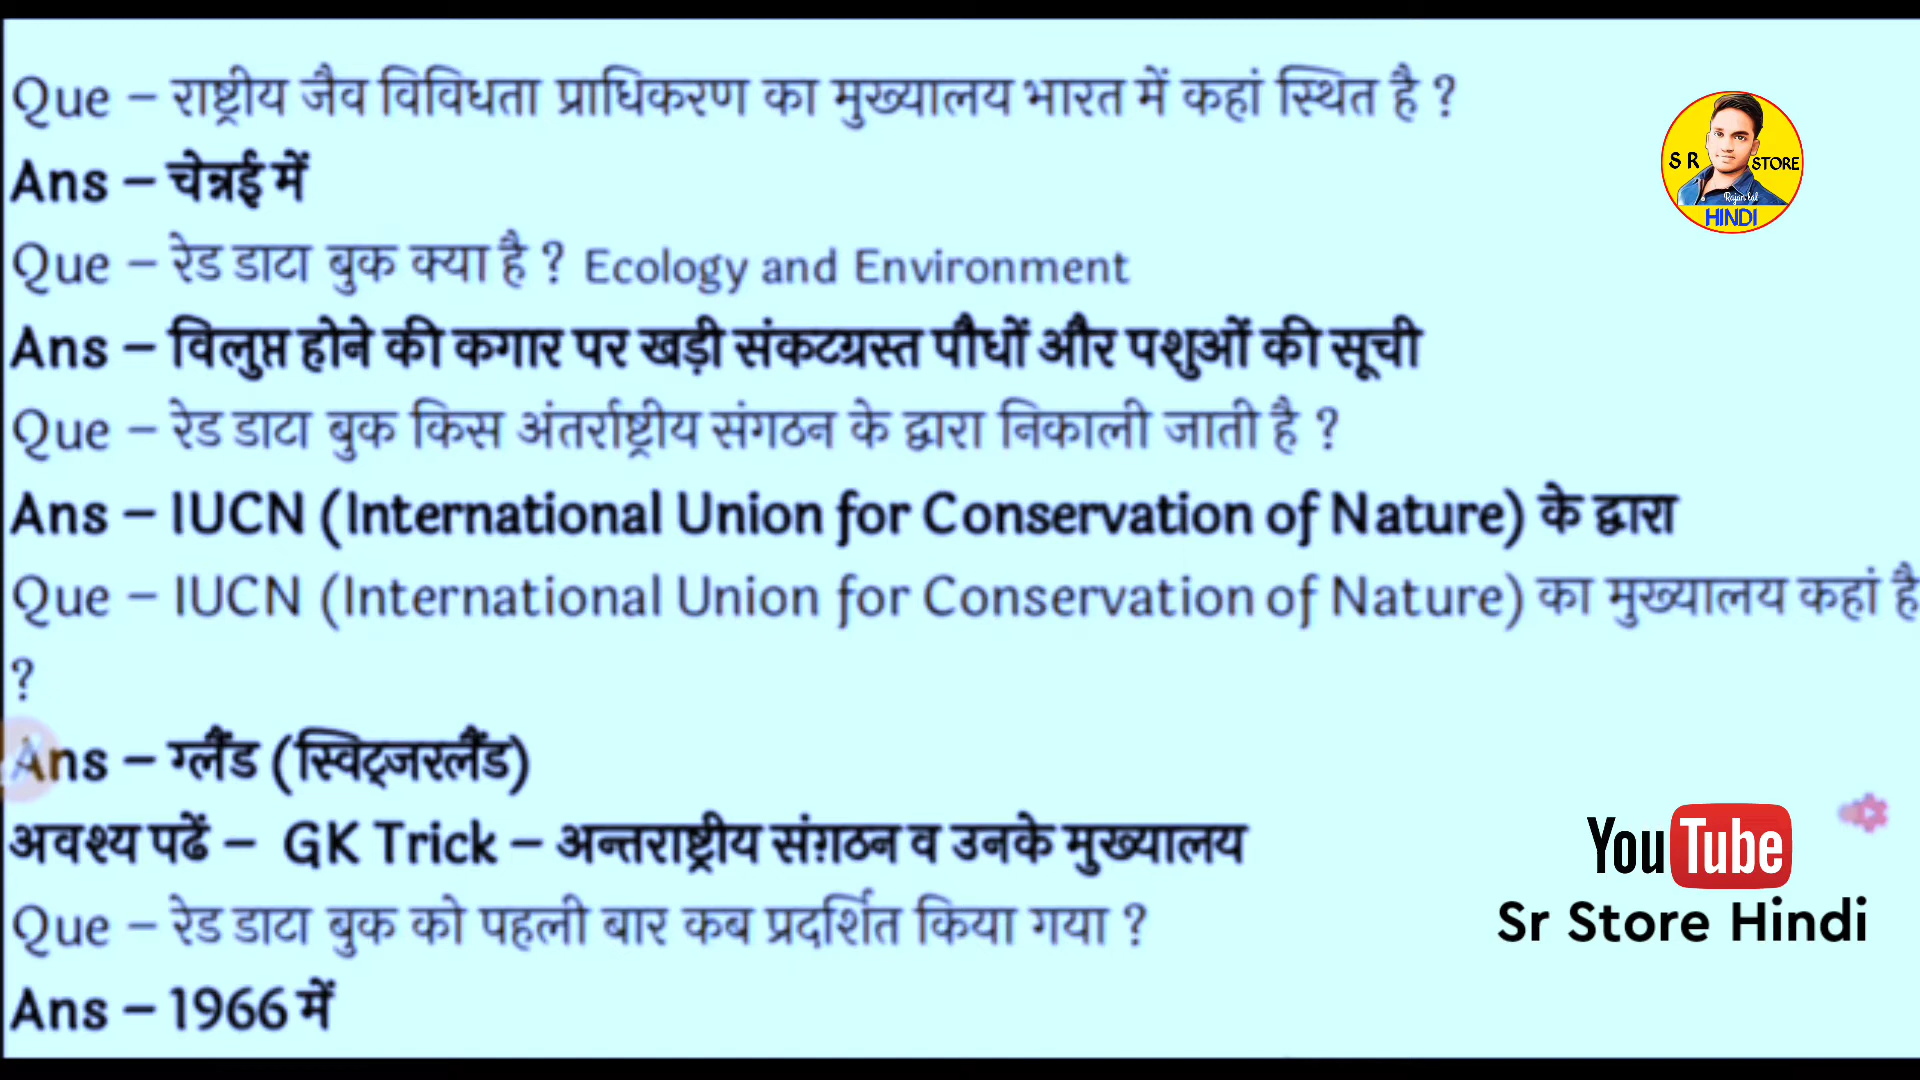 Que – राष्ट्रीय जैव विविधता प्राधिकरण का मुख्यालय भारत में कहां स्थित है ?
Ans – चेन्नई में
Que – रेड डाटा बुक क्या है ? Ecology and Environment
Ans – विलुप्त होने की कगार पर खड़ी संकटग्रस्त पौधों और पशुओं की सूची
Que – रेड डाटा बुक किस अंतर्राष्ट्रीय संगठन के द्वारा निकाली जाती है ?
Ans – IUCN (International Union for Conservation of Nature) के द्वारा
Que – IUCN (International Union for Conservation of Nature) का मुख्यालय कहां है
?
Ans – ग्लैंड (स्विट्जरलैंड)
अवश्य पढें – GK Trick – अन्तराष्ट्रीय संग़ठन व उनके मुख्यालय
Que – रेड डाटा बुक को पहली बार कब प्रदर्शित किया गया ?
Ans – 1966 में
S R STORE
Rajan lal
HINDI
YouTube
Sr Store Hindi